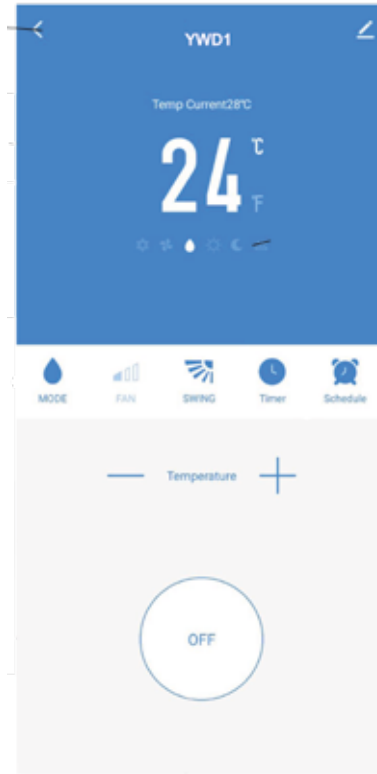 YWD1
Temp Current28℃
24 ℃
°F
MODE FAN SWING Timer Schedule
Temperature
OFF